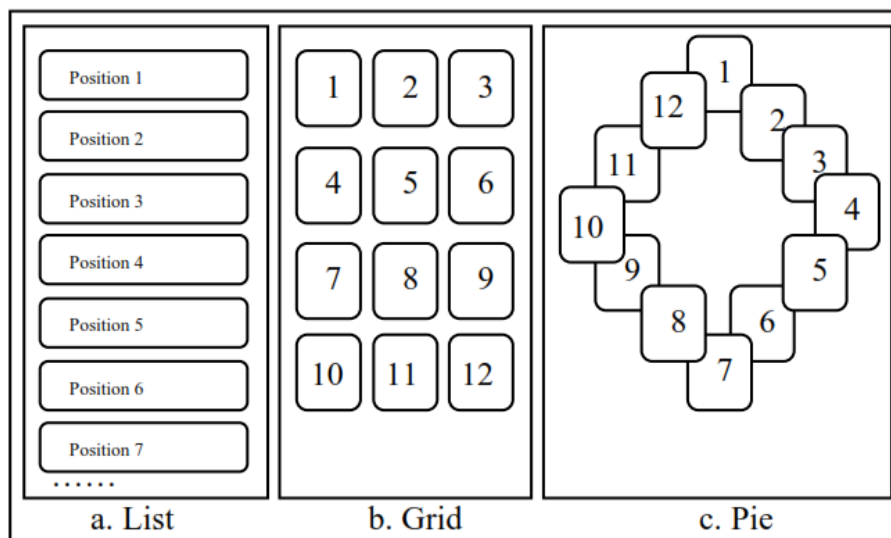 Position 1
Position 2
Position 3
Position 4
Position 5
Position 6
Position 7
......
a. List
1 2 3
4 5 6
7 8 9
10 11 12
b. Grid
1
12
2
11
3
10
4
9
5
8
6
7
c. Pie